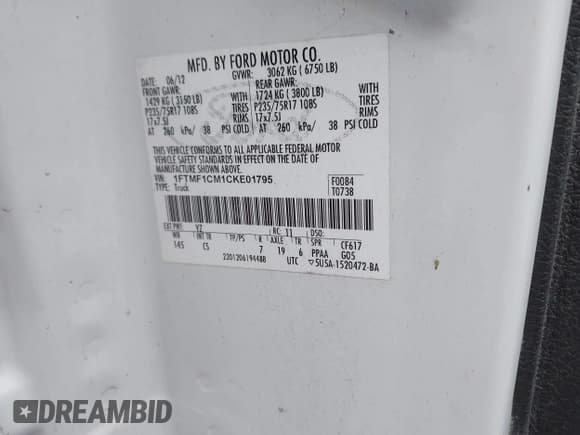 MFD. BY FORD MOTOR CO.
DATE: 06/12 GVWR: 3062 KG ( 6750 LB)
FRONT GAWR: REAR GAWR:
1429 KG ( 3150 LB) WITH 1724 KG ( 3800 LB) WITH
P235/75R17 108S TIRES P235/75R17 108S TIRES
17x7.5J RIMS 17x7.5J RIMS
AT 260 kPa/ 38 PSI COLD AT 260 kPa/ 38 PSI COLD
THIS VEHICLE CONFORMS TO ALL APPLICABLE FEDERAL MOTOR
VEHICLE SAFETY STANDARDS IN EFFECT ON THE DATE OF
MANUFACTURE SHOWN ABOVE.
VIN: 1FTMF1CM1CKE01795 F0084
TYPE: Truck T0738
EXT PNT: YZ RC: 11 DSO:
WB INT TR TP/PS R AXLE TR SPR CF617
145 CS 7 19 6 PPAA G05
2201206194488 UTC ▽5U5A-1520472-BA
DREAMBID